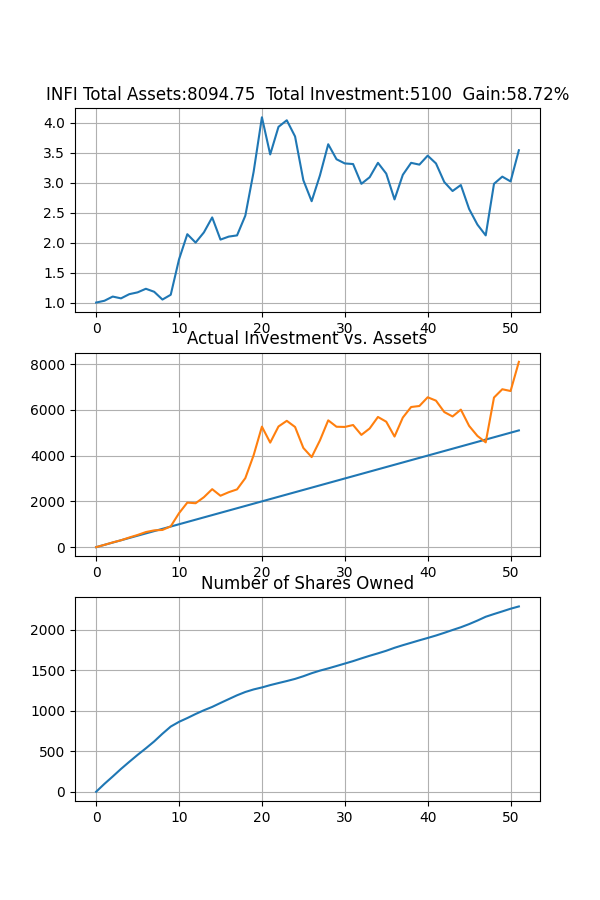 INFI Total Assets:8094.75  Total Investment:5100  Gain:58.72%
4.0
3.5
3.0
2.5
2.0
1.5
1.0
0 10 20 30 40 50
Actual Investment vs. Assets
8000
6000
4000
2000
0
0 10 20 30 40 50
Number of Shares Owned
2000
1500
1000
500
0
0 10 20 30 40 50